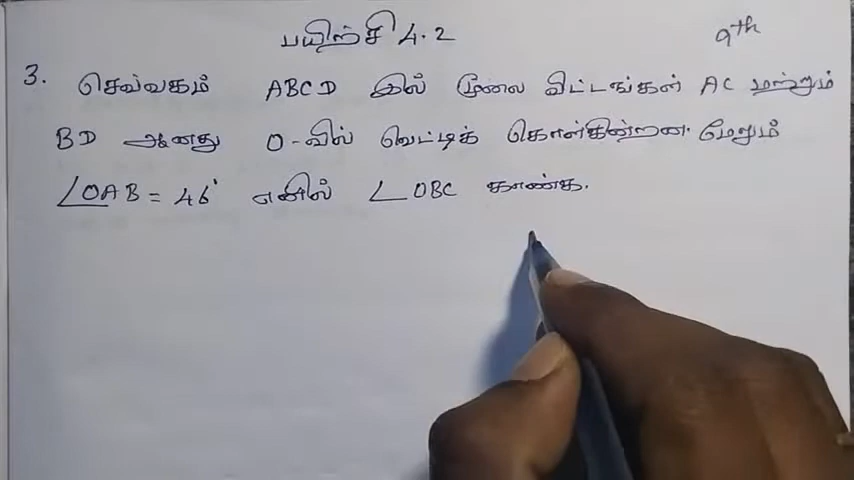 பயிற்சி 4.2
9th
3. செவ்வகம் ABCD இல் மூலை விட்டங்கள் AC மற்றும்
BD ஆனது O-வில் வெட்டிக் கொள்கின்றன. மேலும்
∠OAB = 46° எனில் ∠OBC காண்க.